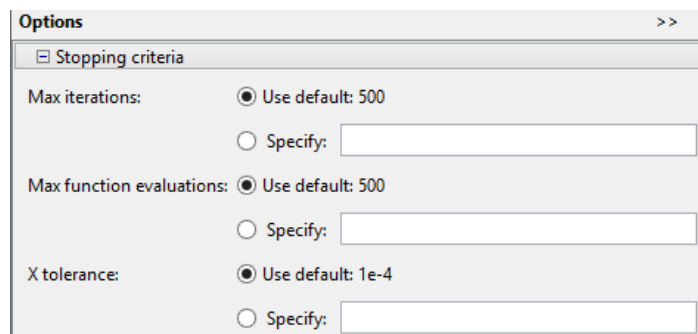 Options >>
Stopping criteria
Max iterations: Use default: 500
Specify:
Max function evaluations: Use default: 500
Specify:
X tolerance: Use default: 1e-4
Specify: